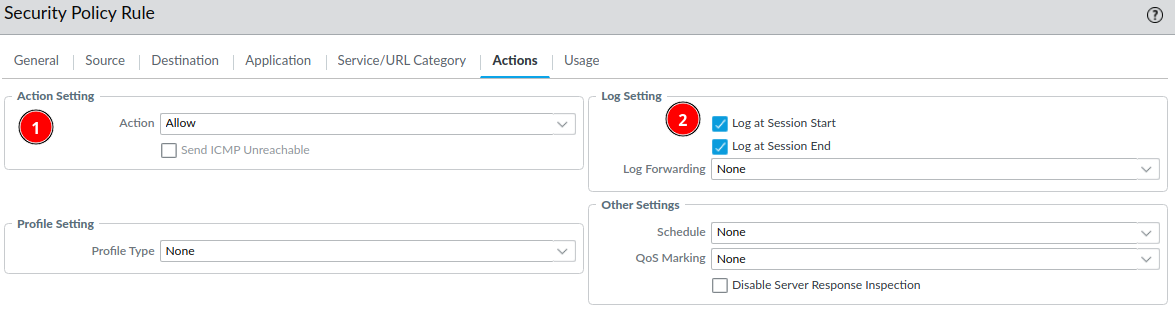 Security Policy Rule
?
General Source Destination Application Service/URL Category Actions Usage
Action Setting
1
Action Allow
Send ICMP Unreachable
Log Setting
2
Log at Session Start
Log at Session End
Log Forwarding None
Profile Setting
Profile Type None
Other Settings
Schedule None
QoS Marking None
Disable Server Response Inspection